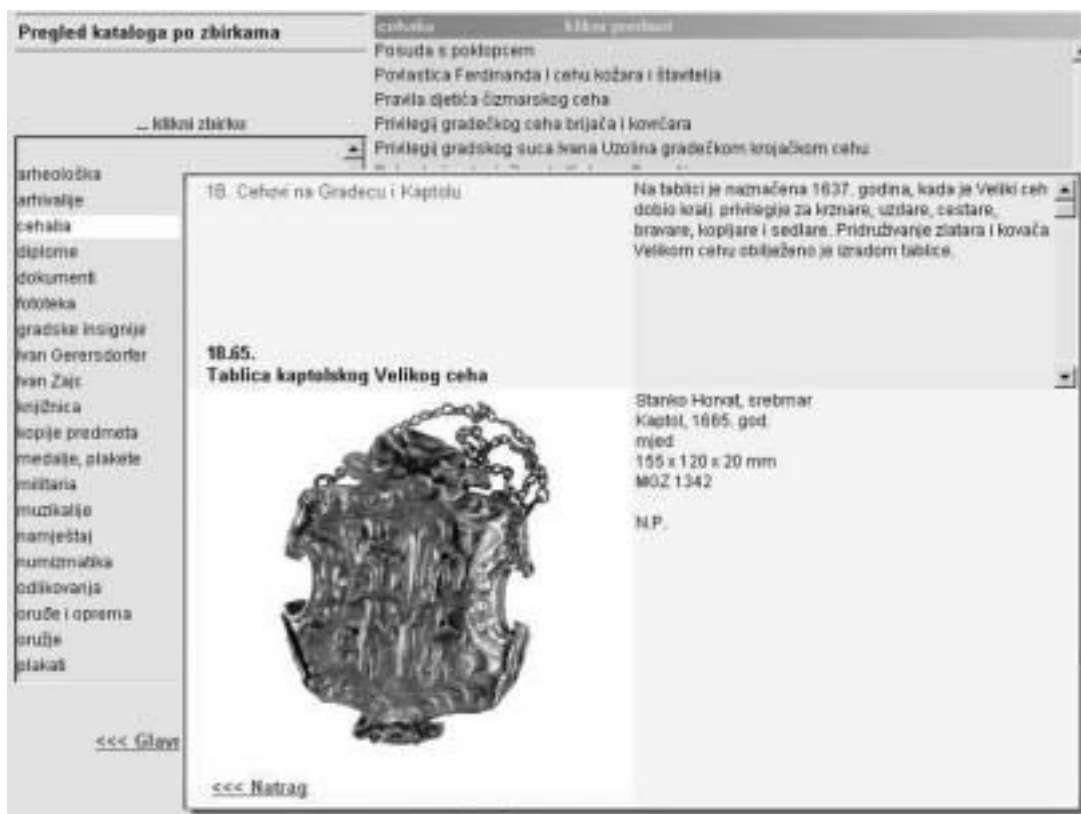 Pregled kataloga po zbirkama
cehalia klikni predmet
Posuda s poklopcem
Povlastica Ferdinanda I cehu kožara i štavitelja
Pravila djetića čizmarskog ceha
Privilegij gradečkog ceha brijača i kovčara
Privilegij gradskog suca Ivana Uzolina gradečkom krojačkom cehu
... klikni zbirku
arheološka
arhivalije
cehalia
diplome
dokumenti
fototeka
gradske insignije
Ivan Gerersdorfer
Ivan Zajc
knjižnica
kopije predmeta
medalje, plakete
militaria
muzikalije
namještaj
numizmatika
odlikovanja
oruđe i oprema
oružje
plakati
<<< Glavn
18. Cehovi na Gradecu i Kaptolu
18.65.
Tablica kaptolskog Velikog ceha
Na tablici je naznačena 1637. godina, kada je Veliki ceh
dobio kralj. privilegije za krznare, uzdare, cestare,
bravare, kopljare i sedlare. Pridruživanje zlatara i kovača
Velikom cehu obilježeno je izradom tablice.
Stanko Horvat, srebrnar
Kaptol, 1665. god.
mjed
155 x 120 x 20 mm
MGZ 1342
N.P.
<<< Natrag